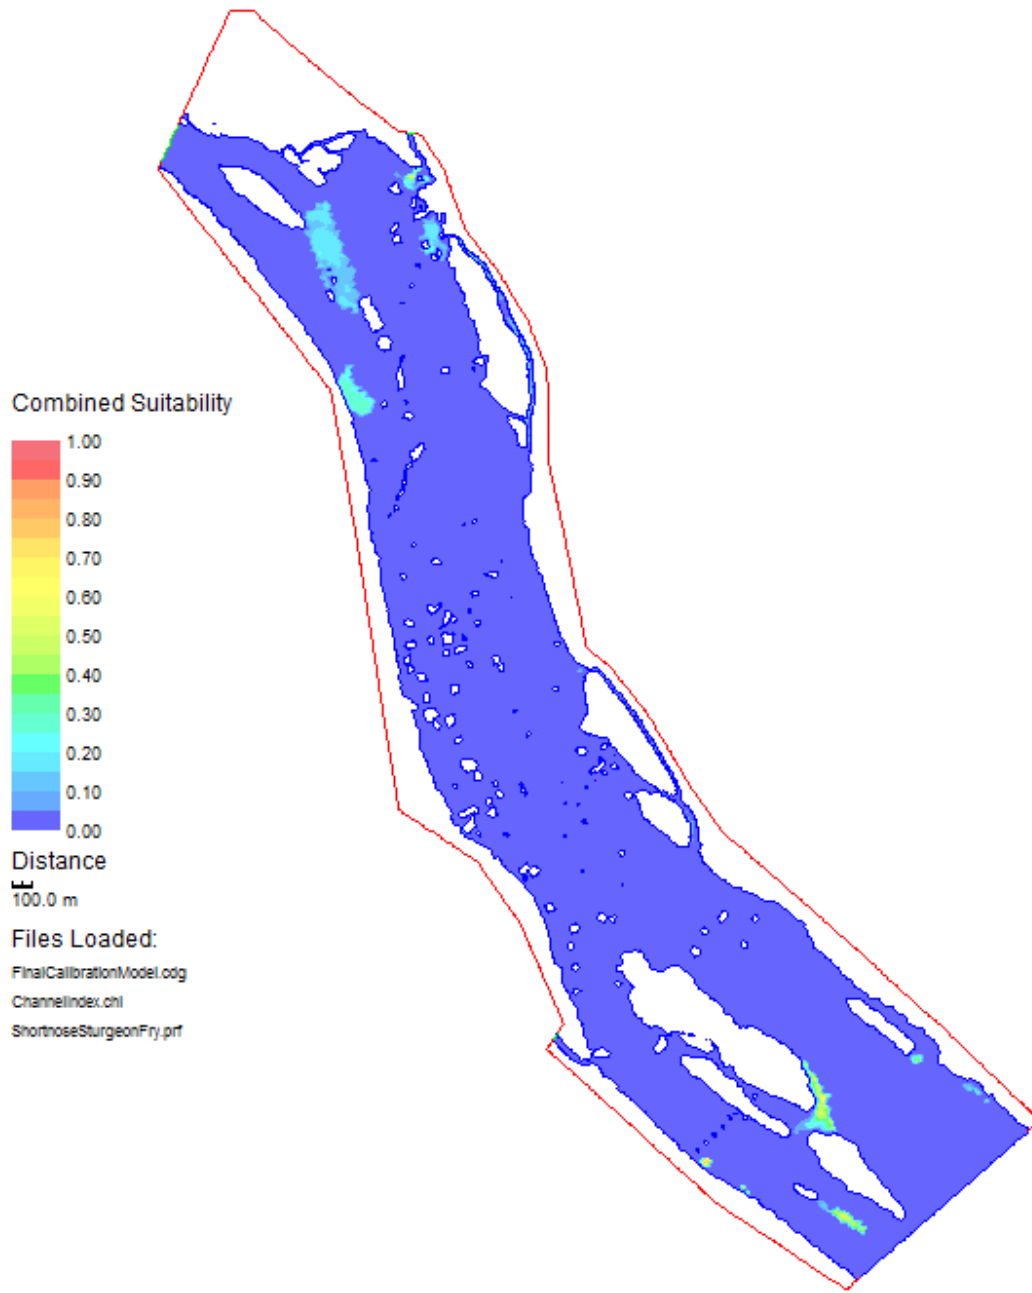 Combined Suitability
1.00
0.90
0.80
0.70
0.60
0.50
0.40
0.30
0.20
0.10
0.00
Distance
100.0 m
Files Loaded:
FinalCalibrationModel.cdg
ChannelIndex.chl
ShortnoseSturgeonFry.prf